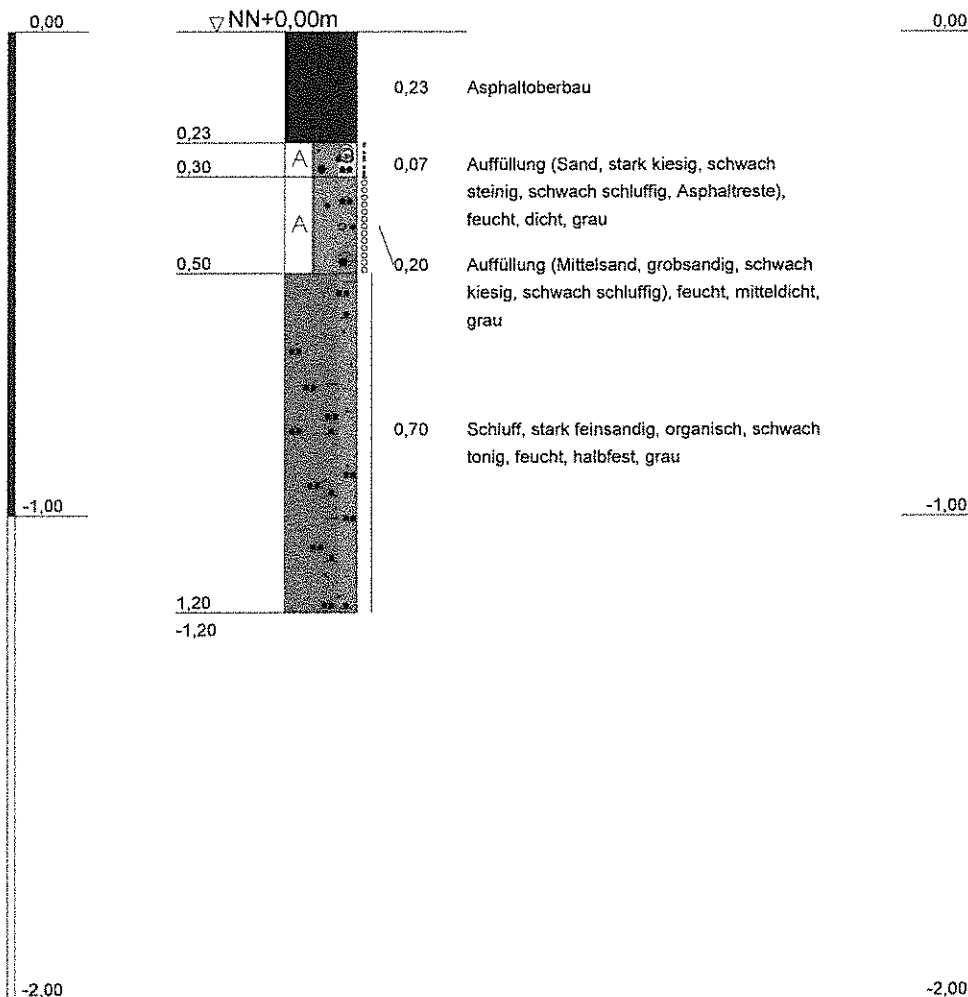 0,00
▽ NN+0,00m
0,00
0,23 Asphaltoberbau
0,23
A
0,30
0,07 Auffüllung (Sand, stark kiesig, schwach
steinig, schwach schluffig, Asphaltreste),
feucht, dicht, grau
A
0,50
0,20 Auffüllung (Mittelsand, grobsandig, schwach
kiesig, schwach schluffig), feucht, mitteldicht,
grau
0,70 Schluff, stark feinsandig, organisch, schwach
tonig, feucht, halbfest, grau
-1,00
-1,00
1,20
-1,20
-2,00
-2,00